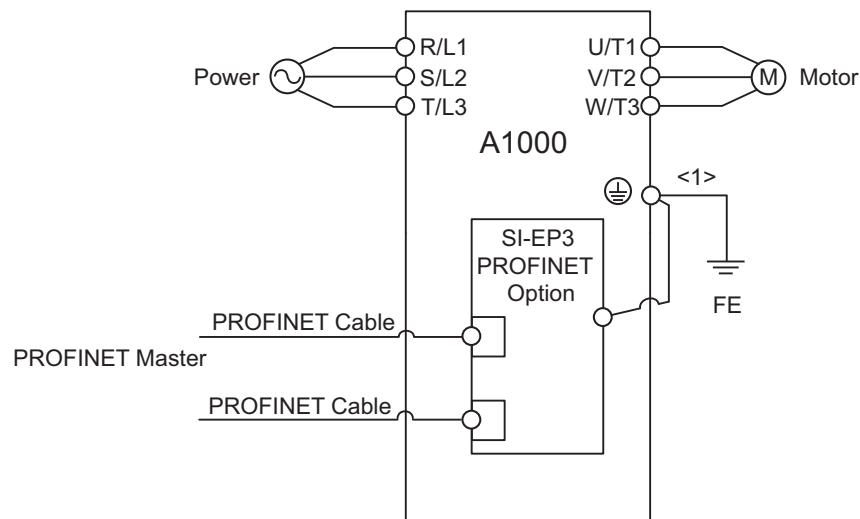 R/L1
U/T1
Power
S/L2
V/T2
M
Motor
T/L3
W/T3
A1000
<1>
SI-EP3
PROFINET
Option
FE
PROFINET Cable
PROFINET Master
PROFINET Cable